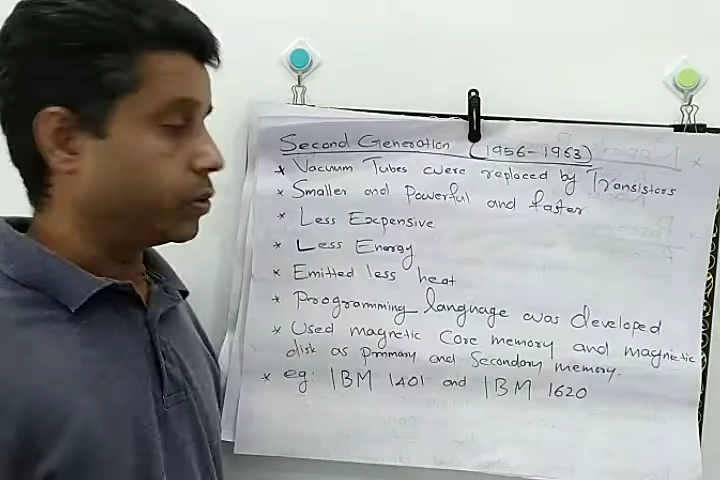 Second Generation (1956-1963)
* Vacuum Tubes were replaced by Transistors
* Smaller and Powerful and faster
* Less Expensive
* Less Energy
* Emitted less heat
* Programming language was developed
* Used magnetic core memory and magnetic
disk as primary and Secondary memory.
* eg: IBM 1401 and IBM 1620